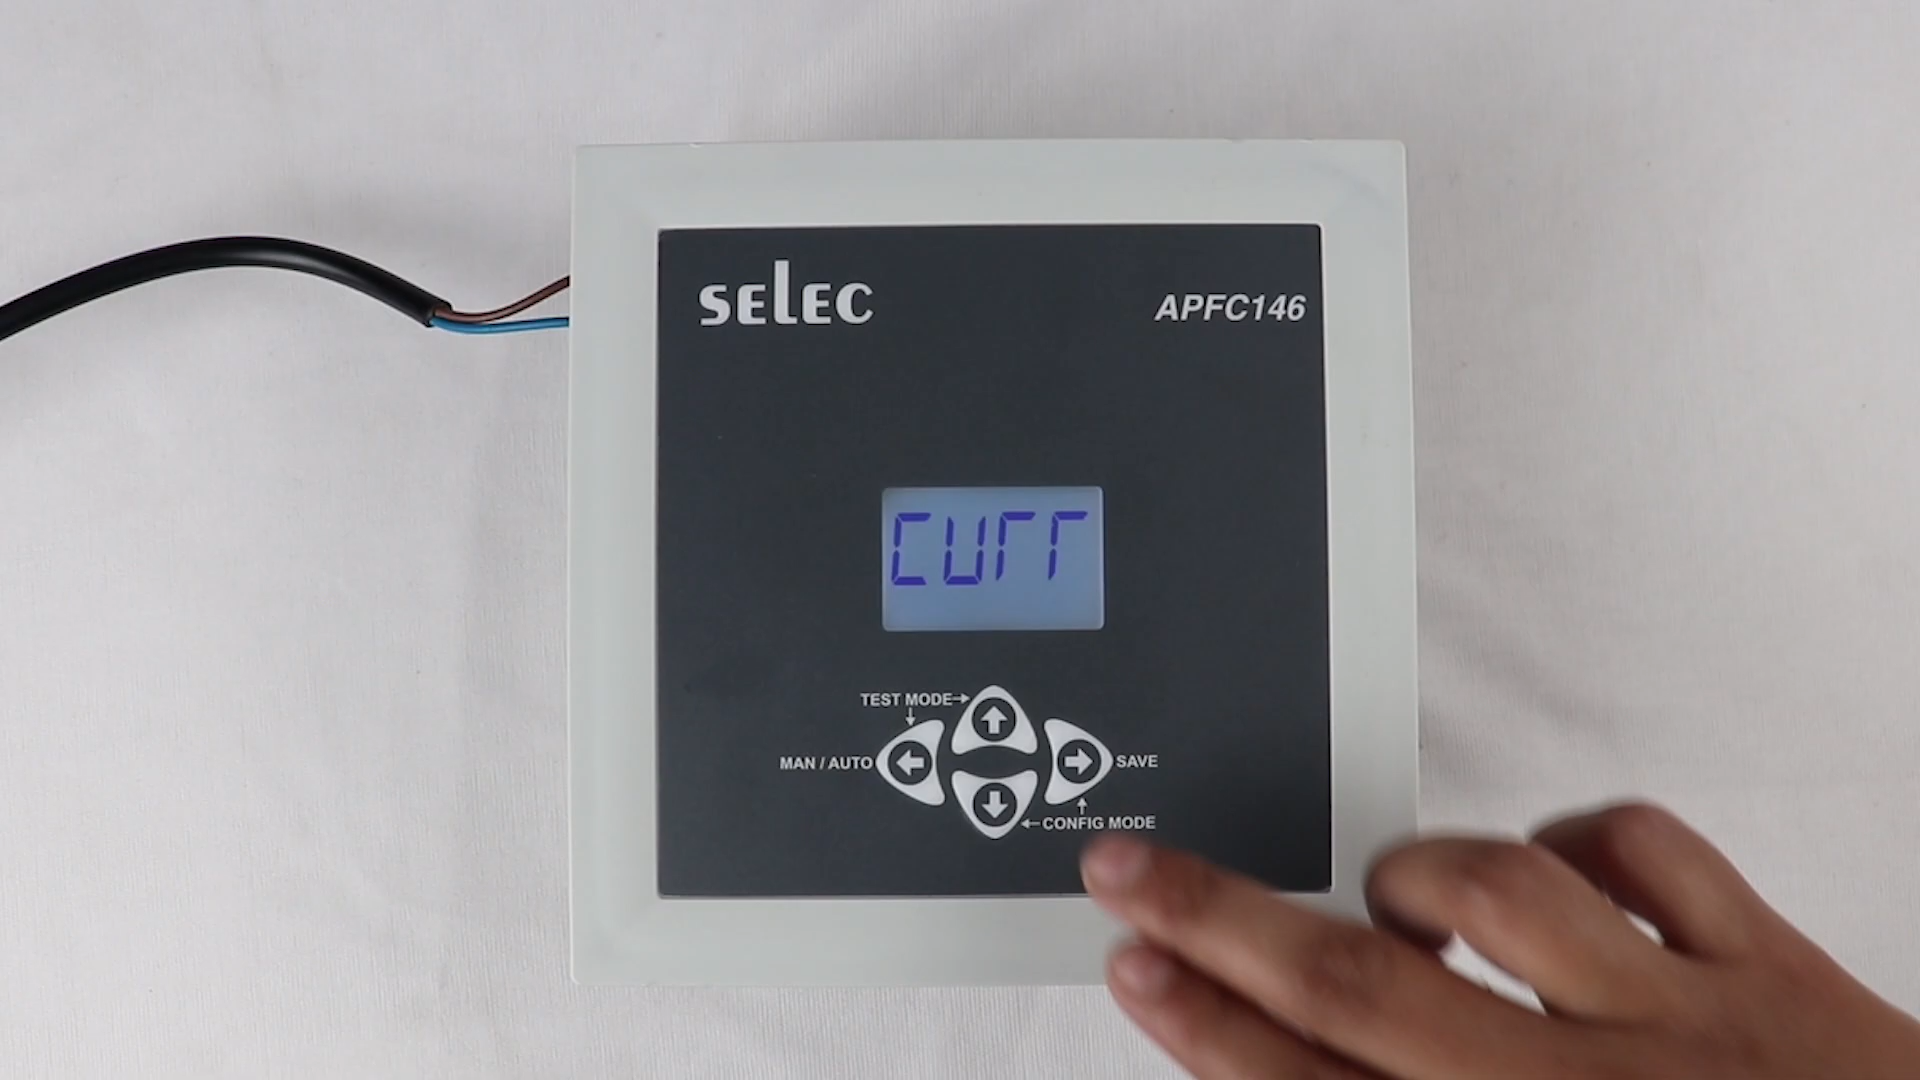 SELEC
APFC146
CUrr
TEST MODE
MAN / AUTO
SAVE
CONFIG MODE